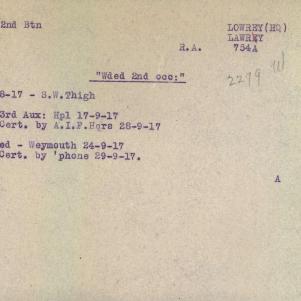 2nd Btn LOWREY(HQ)
LAWREY
R.A. 754A
"Wded 2nd occ:"
2279
8-17 - S.W.Thigh
3rd Aux: Hpl 17-9-17
Cert. by A.I.F.Hqrs 28-9-17
ed - Weymouth 24-9-17
Cert. by 'phone 29-9-17.
A